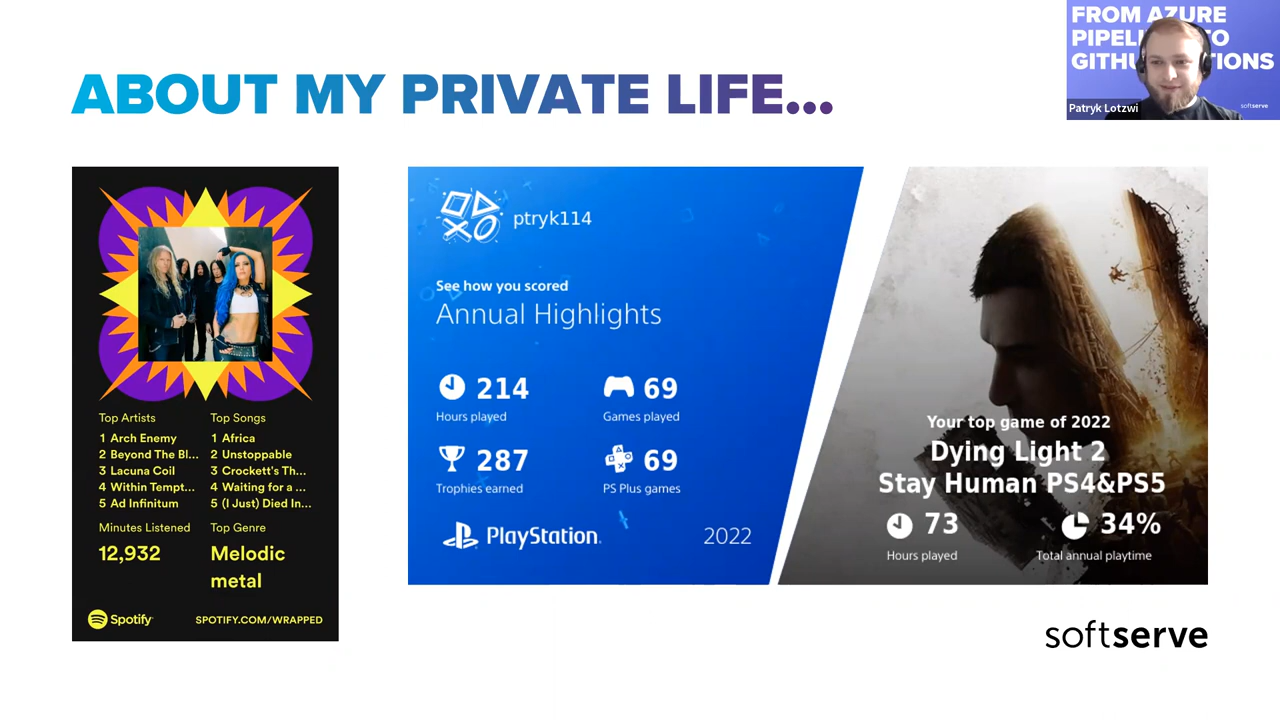 ABOUT MY PRIVATE LIFE...
FROM AZURE
TO
Patryk Lotzwi
softserve
Top Artists
1 Arch Enemy
2 Beyond The Bl...
3 Lacuna Coil
4 Within Tempt...
5 Ad Infinitum
Top Songs
1 Africa
2 Unstoppable
3 Crockett's Th...
4 Waiting for a ...
5 (I Just) Died In...
Minutes Listened
12,932
Top Genre
Melodic
metal
Spotify
SPOTIFY.COM/WRAPPED
ptryk114
See how you scored
Annual Highlights
214
Hours played
69
Games played
287
Trophies earned
69
PS Plus games
PlayStation
2022
Your top game of 2022
Dying Light 2
Stay Human PS4&PS5
73
Hours played
34%
Total annual playtime
softserve